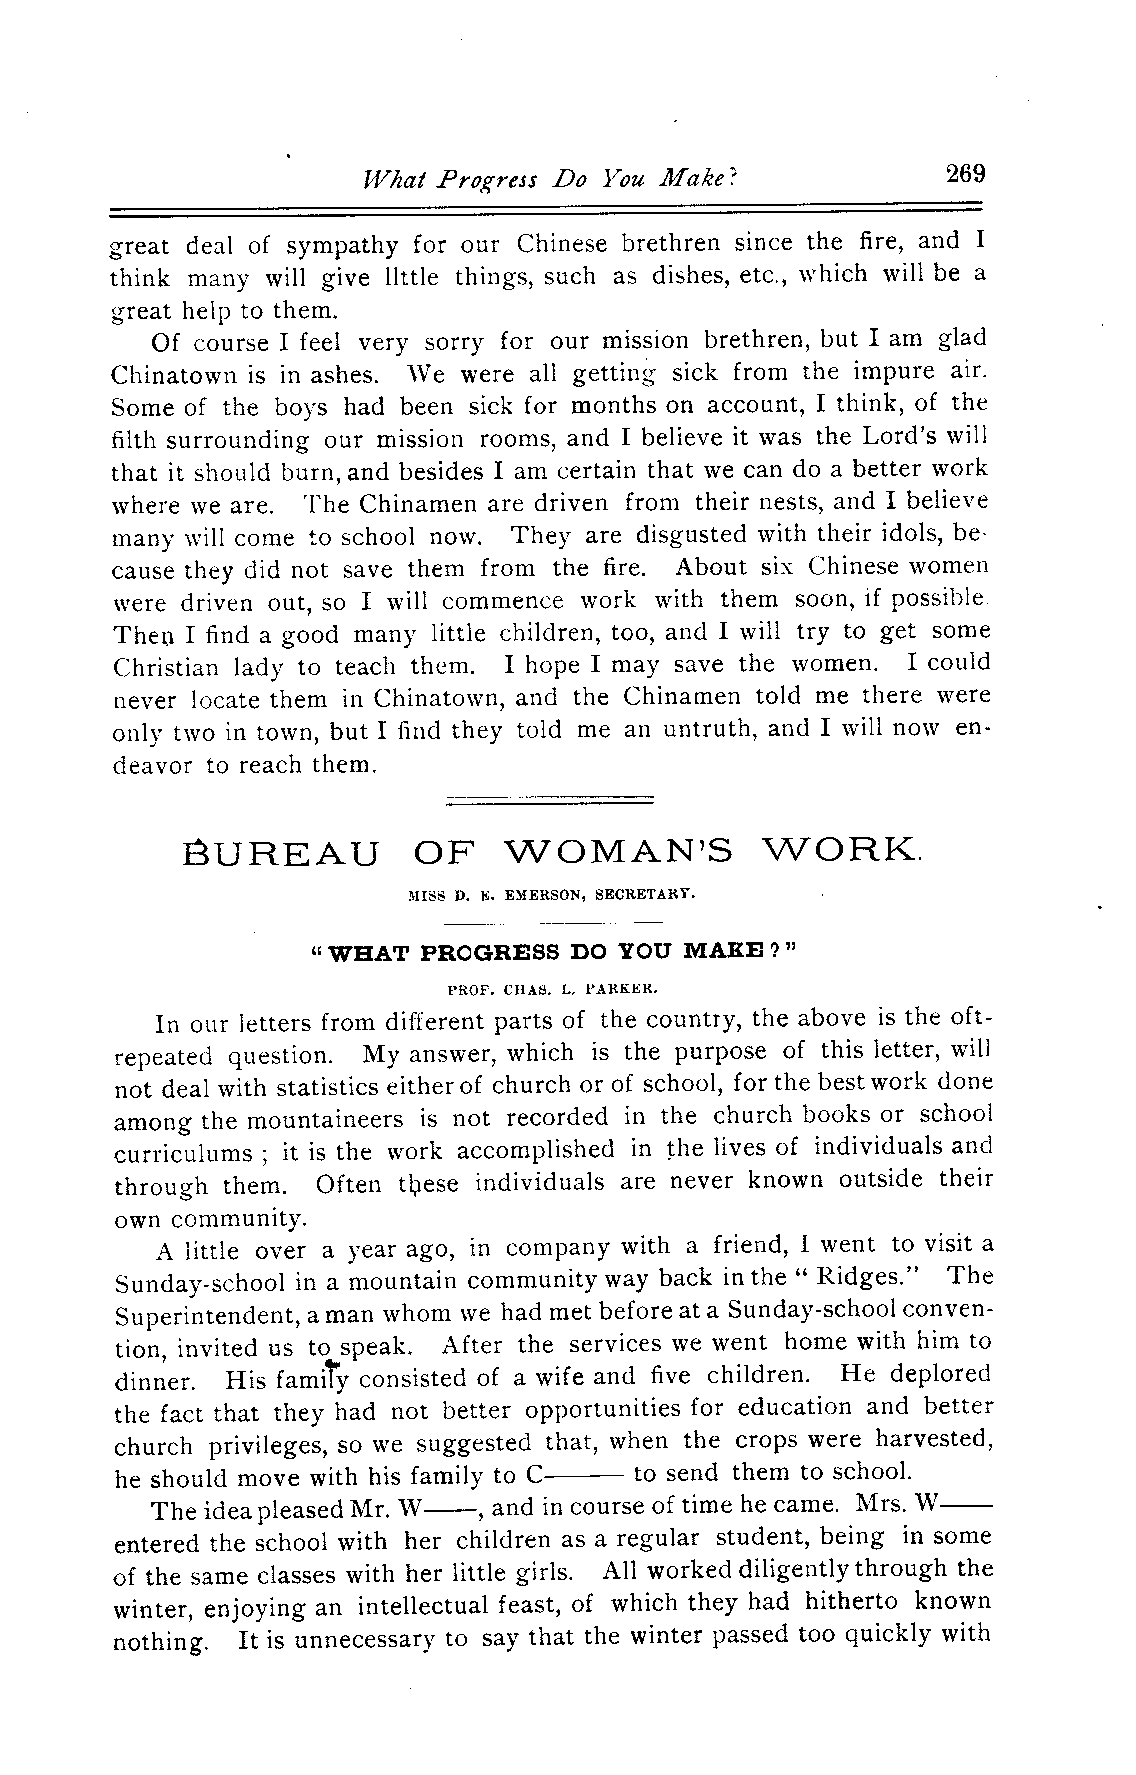 What Progress Do You Make? 269
great deal of sympathy for our Chinese brethren since the fire, and I
think many will give llttle things, such as dishes, etc., which will be a
great help to them.
Of course I feel very sorry for our mission brethren, but I am glad
Chinatown is in ashes. We were all getting sick from the impure air.
Some of the boys had been sick for months on account, I think, of the
filth surrounding our mission rooms, and I believe it was the Lord's will
that it should burn, and besides I am certain that we can do a better work
where we are. The Chinamen are driven from their nests, and I believe
many will come to school now. They are disgusted with their idols, be-
cause they did not save them from the fire. About six Chinese women
were driven out, so I will commence work with them soon, if possible.
Then I find a good many little children, too, and I will try to get some
Christian lady to teach them. I hope I may save the women. I could
never locate them in Chinatown, and the Chinamen told me there were
only two in town, but I find they told me an untruth, and I will now en-
deavor to reach them.
BUREAU OF WOMAN'S WORK.
MISS D. E. EMERSON, SECRETARY.
"WHAT PROGRESS DO YOU MAKE?"
PROF. CHAS. L. PARKER.
In our letters from different parts of the country, the above is the oft-
repeated question. My answer, which is the purpose of this letter, will
not deal with statistics either of church or of school, for the best work done
among the mountaineers is not recorded in the church books or school
curriculums ; it is the work accomplished in the lives of individuals and
through them. Often these individuals are never known outside their
own community.
A little over a year ago, in company with a friend, I went to visit a
Sunday-school in a mountain community way back in the " Ridges." The
Superintendent, a man whom we had met before at a Sunday-school conven-
tion, invited us to speak. After the services we went home with him to
dinner. His family consisted of a wife and five children. He deplored
the fact that they had not better opportunities for education and better
church privileges, so we suggested that, when the crops were harvested,
he should move with his family to C—— to send them to school.
The idea pleased Mr. W——, and in course of time he came. Mrs. W——
entered the school with her children as a regular student, being in some
of the same classes with her little girls. All worked diligently through the
winter, enjoying an intellectual feast, of which they had hitherto known
nothing. It is unnecessary to say that the winter passed too quickly with